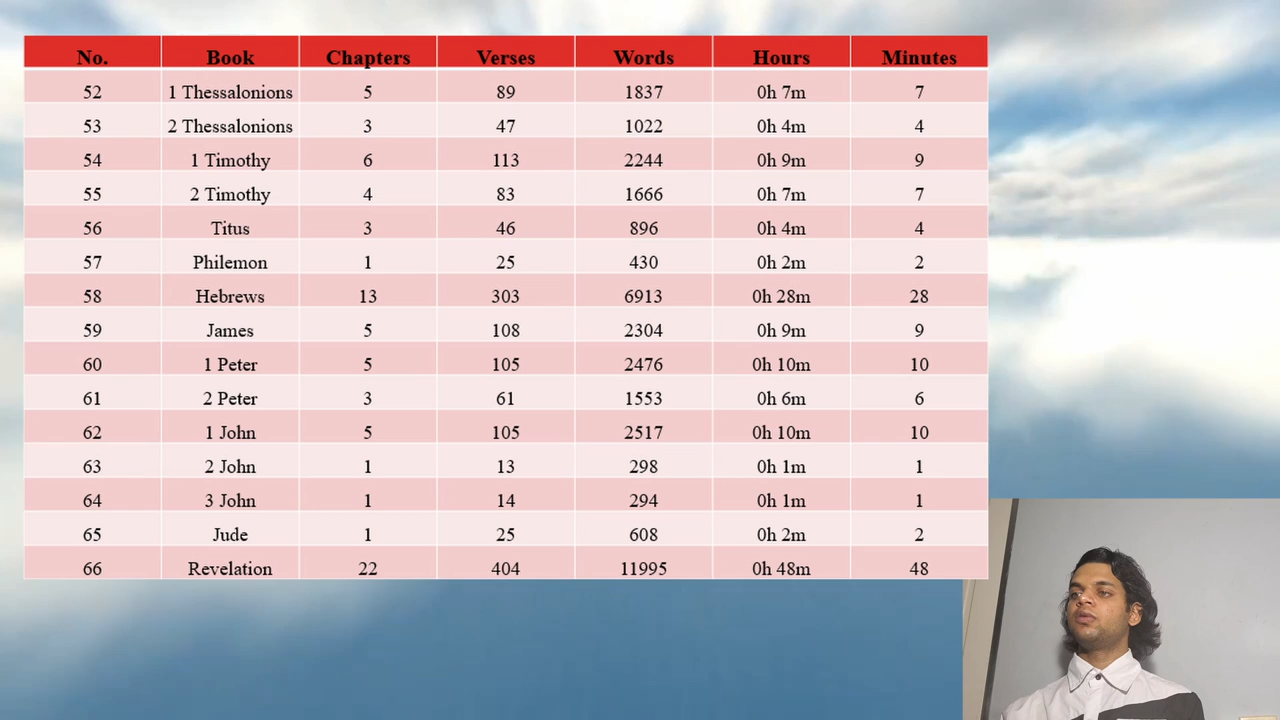 No. Book Chapters Verses Words Hours Minutes
52 1 Thessalonions 5 89 1837 0h 7m 7
53 2 Thessalonions 3 47 1022 0h 4m 4
54 1 Timothy 6 113 2244 0h 9m 9
55 2 Timothy 4 83 1666 0h 7m 7
56 Titus 3 46 896 0h 4m 4
57 Philemon 1 25 430 0h 2m 2
58 Hebrews 13 303 6913 0h 28m 28
59 James 5 108 2304 0h 9m 9
60 1 Peter 5 105 2476 0h 10m 10
61 2 Peter 3 61 1553 0h 6m 6
62 1 John 5 105 2517 0h 10m 10
63 2 John 1 13 298 0h 1m 1
64 3 John 1 14 294 0h 1m 1
65 Jude 1 25 608 0h 2m 2
66 Revelation 22 404 11995 0h 48m 48